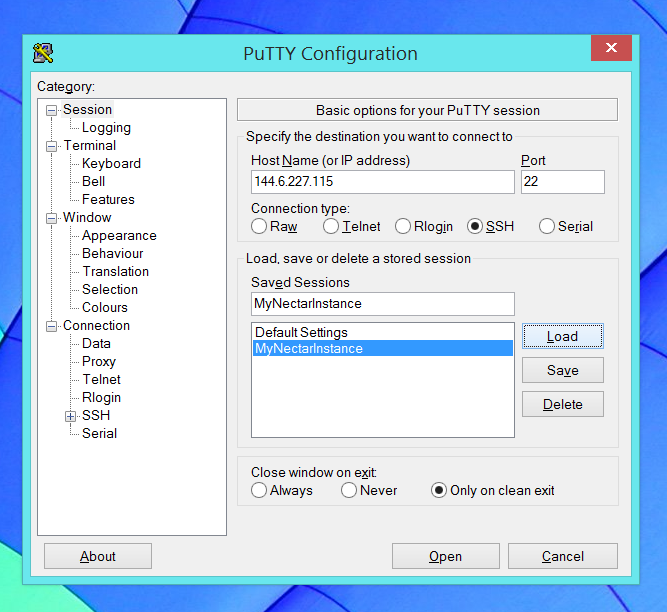 PuTTY Configuration
Category:
Session
Logging
Terminal
Keyboard
Bell
Features
Window
Appearance
Behaviour
Translation
Selection
Colours
Connection
Data
Proxy
Telnet
Rlogin
SSH
Serial
Basic options for your PuTTY session
Specify the destination you want to connect to
Host Name (or IP address) Port
144.6.227.115 22
Connection type:
Raw Telnet Rlogin SSH Serial
Load, save or delete a stored session
Saved Sessions
MyNectarInstance
Default Settings
MyNectarInstance
Load
Save
Delete
Close window on exit:
Always Never Only on clean exit
About Open Cancel